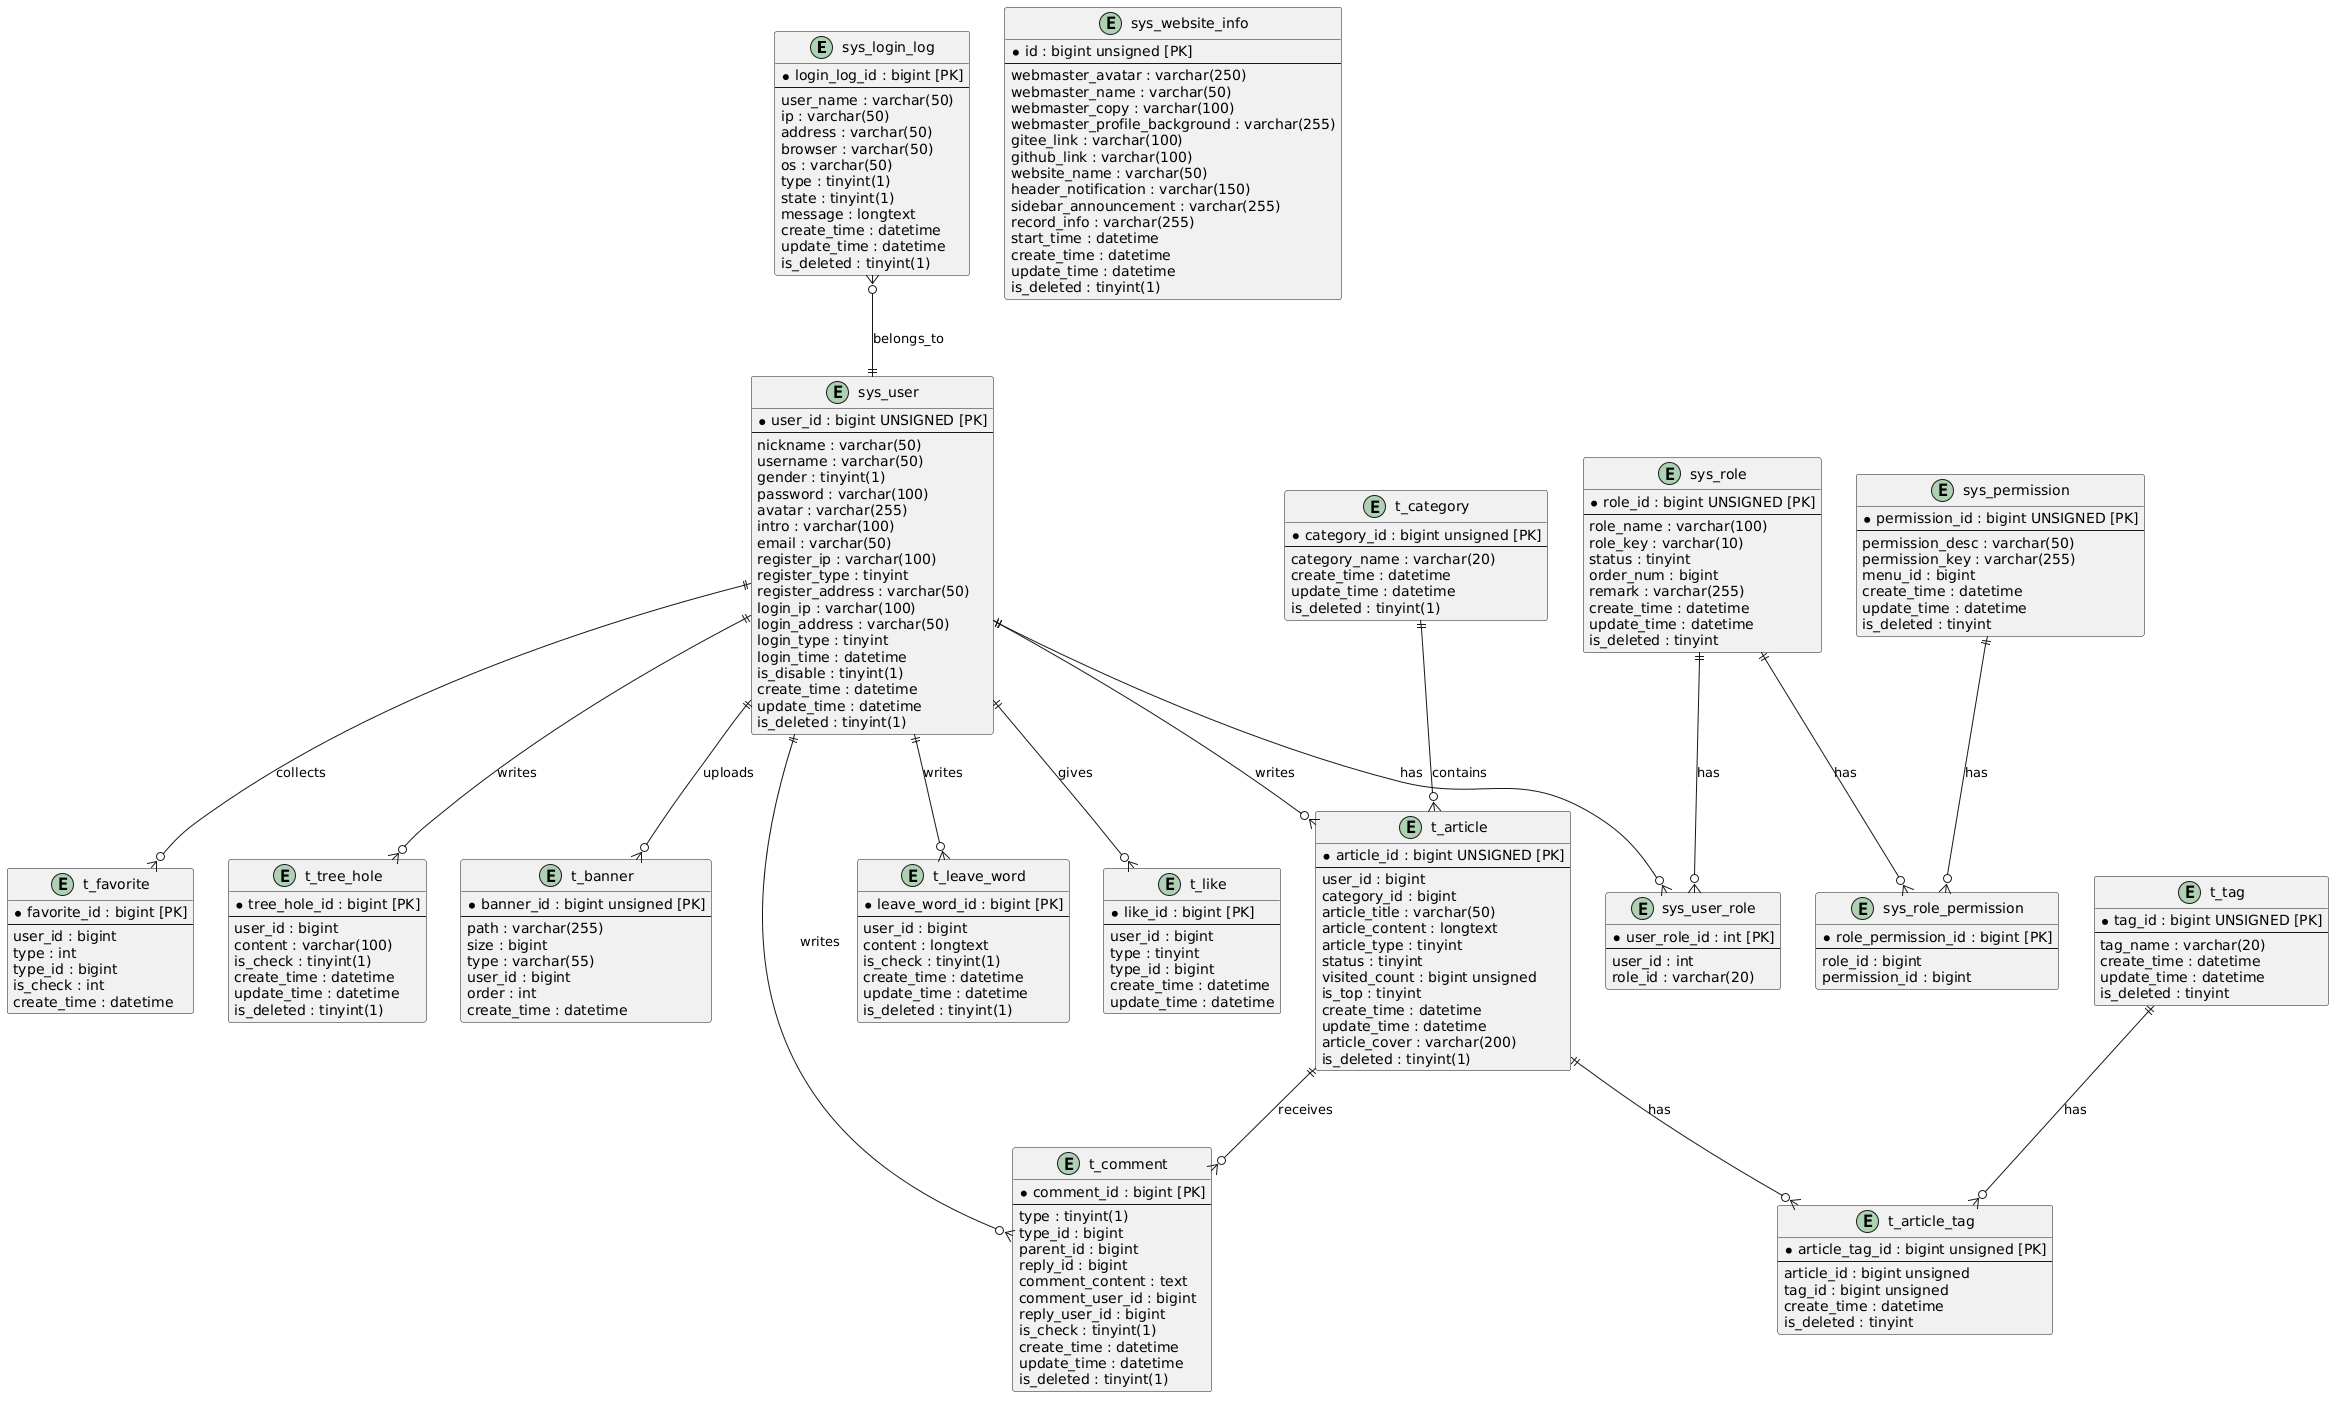 sys_login_log
* login_log_id : bigint [PK]
user_name : varchar(50)
ip : varchar(50)
address : varchar(50)
browser : varchar(50)
os : varchar(50)
type : tinyint(1)
state : tinyint(1)
message : longtext
create_time : datetime
update_time : datetime
is_deleted : tinyint(1)
E sys_website_info
* id : bigint unsigned [PK]
webmaster_avatar : varchar(250)
webmaster_name : varchar(50)
webmaster_copy : varchar(100)
webmaster_profile_background : varchar(255)
gitee_link : varchar(100)
github_link : varchar(100)
website_name : varchar(50)
header_notification : varchar(150)
sidebar_announcement : varchar(255)
record_info : varchar(255)
start_time : datetime
create_time : datetime
update_time : datetime
is_deleted : tinyint(1)
belongs_to
E sys_user
* user_id : bigint UNSIGNED [PK]
nickname : varchar(50)
username : varchar(50)
gender : tinyint(1)
password : varchar(100)
avatar : varchar(255)
intro : varchar(100)
email : varchar(50)
register_ip : varchar(100)
register_type : tinyint
register_address : varchar(50)
login_ip : varchar(100)
login_address : varchar(50)
login_type : tinyint
login_time : datetime
is_disable : tinyint(1)
create_time : datetime
update_time : datetime
is_deleted : tinyint(1)
E t_category
* category_id : bigint unsigned [PK]
category_name : varchar(20)
create_time : datetime
update_time : datetime
is_deleted : tinyint(1)
E sys_role
* role_id : bigint UNSIGNED [PK]
role_name : varchar(100)
role_key : varchar(10)
status : tinyint
order_num : bigint
remark : varchar(255)
create_time : datetime
update_time : datetime
is_deleted : tinyint
E sys_permission
* permission_id : bigint UNSIGNED [PK]
permission_desc : varchar(50)
permission_key : varchar(255)
menu_id : bigint
create_time : datetime
update_time : datetime
is_deleted : tinyint
collects
writes
uploads
writes
gives
writes
has
contains
has
has
has
E t_favorite
* favorite_id : bigint [PK]
user_id : bigint
type : int
type_id : bigint
is_check : int
create_time : datetime
E t_tree_hole
* tree_hole_id : bigint [PK]
user_id : bigint
content : varchar(100)
is_check : tinyint(1)
create_time : datetime
update_time : datetime
is_deleted : tinyint(1)
E t_banner
* banner_id : bigint unsigned [PK]
path : varchar(255)
size : bigint
type : varchar(55)
user_id : bigint
order : int
create_time : datetime
writes
E t_leave_word
* leave_word_id : bigint [PK]
user_id : bigint
content : longtext
is_check : tinyint(1)
create_time : datetime
update_time : datetime
is_deleted : tinyint(1)
E t_like
* like_id : bigint [PK]
user_id : bigint
type : tinyint
type_id : bigint
create_time : datetime
update_time : datetime
E t_article
* article_id : bigint UNSIGNED [PK]
user_id : bigint
category_id : bigint
article_title : varchar(50)
article_content : longtext
article_type : tinyint
status : tinyint
visited_count : bigint unsigned
is_top : tinyint
create_time : datetime
update_time : datetime
article_cover : varchar(200)
is_deleted : tinyint(1)
E sys_user_role
* user_role_id : int [PK]
user_id : int
role_id : varchar(20)
E sys_role_permission
* role_permission_id : bigint [PK]
role_id : bigint
permission_id : bigint
E t_tag
* tag_id : bigint UNSIGNED [PK]
tag_name : varchar(20)
create_time : datetime
update_time : datetime
is_deleted : tinyint
receives
has
has
E t_comment
* comment_id : bigint [PK]
type : tinyint(1)
type_id : bigint
parent_id : bigint
reply_id : bigint
comment_content : text
comment_user_id : bigint
reply_user_id : bigint
is_check : tinyint(1)
create_time : datetime
update_time : datetime
is_deleted : tinyint(1)
E t_article_tag
* article_tag_id : bigint unsigned [PK]
article_id : bigint unsigned
tag_id : bigint unsigned
create_time : datetime
is_deleted : tinyint